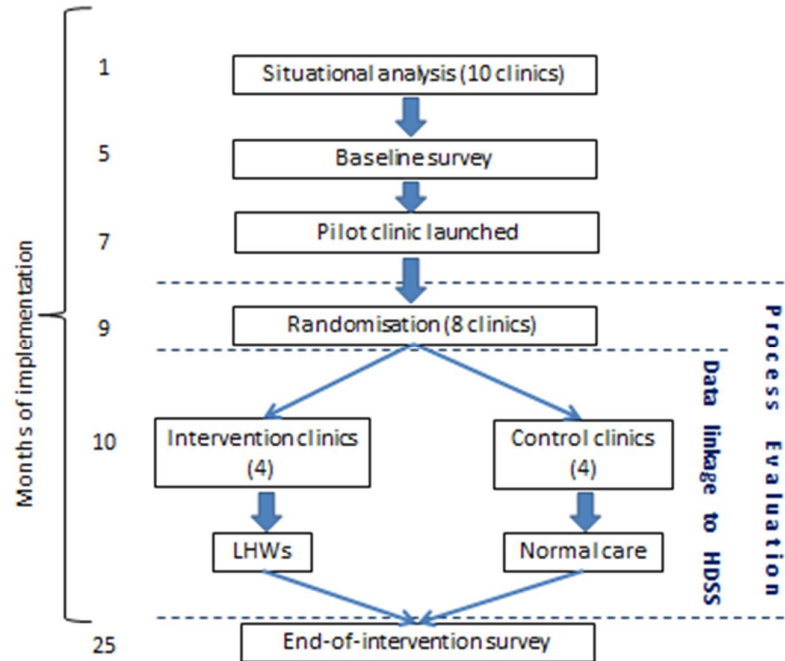 1
Situational analysis (10 clinics)
5
Baseline survey
7
Pilot clinic launched
9
Randomisation (8 clinics)
10
Intervention clinics
(4)
Control clinics
(4)
LHWs
Normal care
25
End-of-intervention survey
Months of implementation
Data linkage to HDSS
Process Evaluation